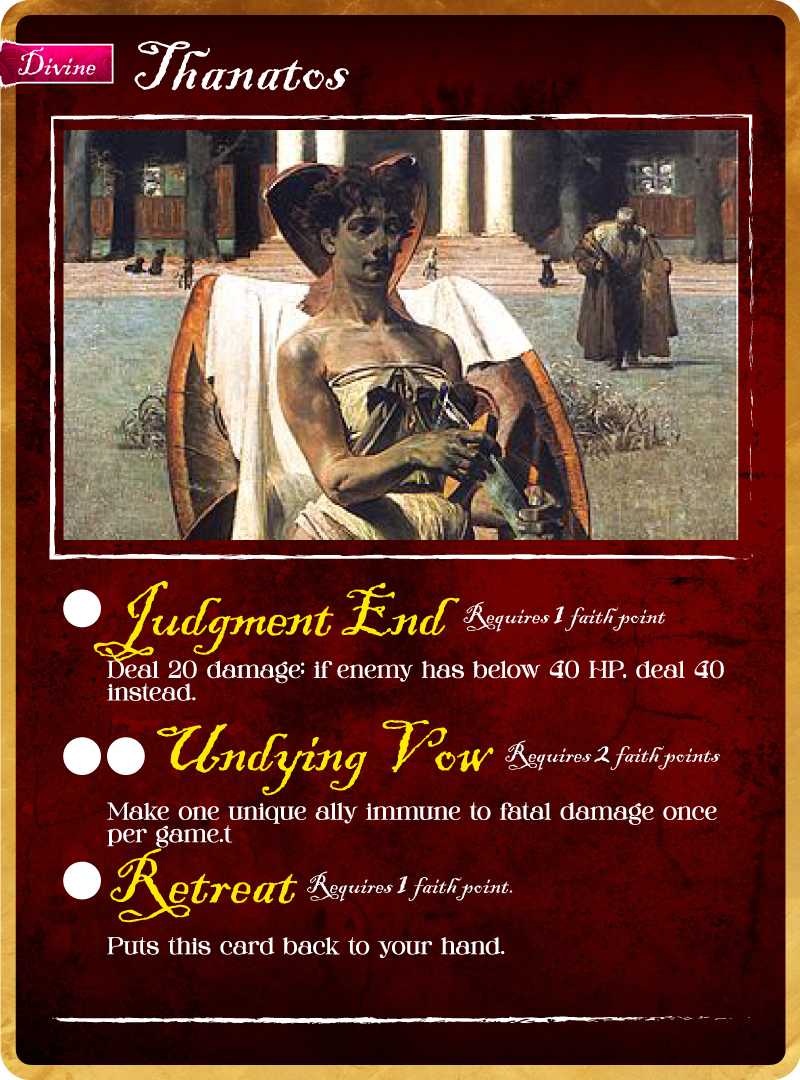 Divine
Thanatos
Judgment End Requires 1 faith point
Deal 20 damage; if enemy has below 40 HP, deal 40
instead.
Undying Vow Requires 2 faith points
Make one unique ally immune to fatal damage once
per game.t
Retreat Requires 1 faith point.
Puts this card back to your hand.